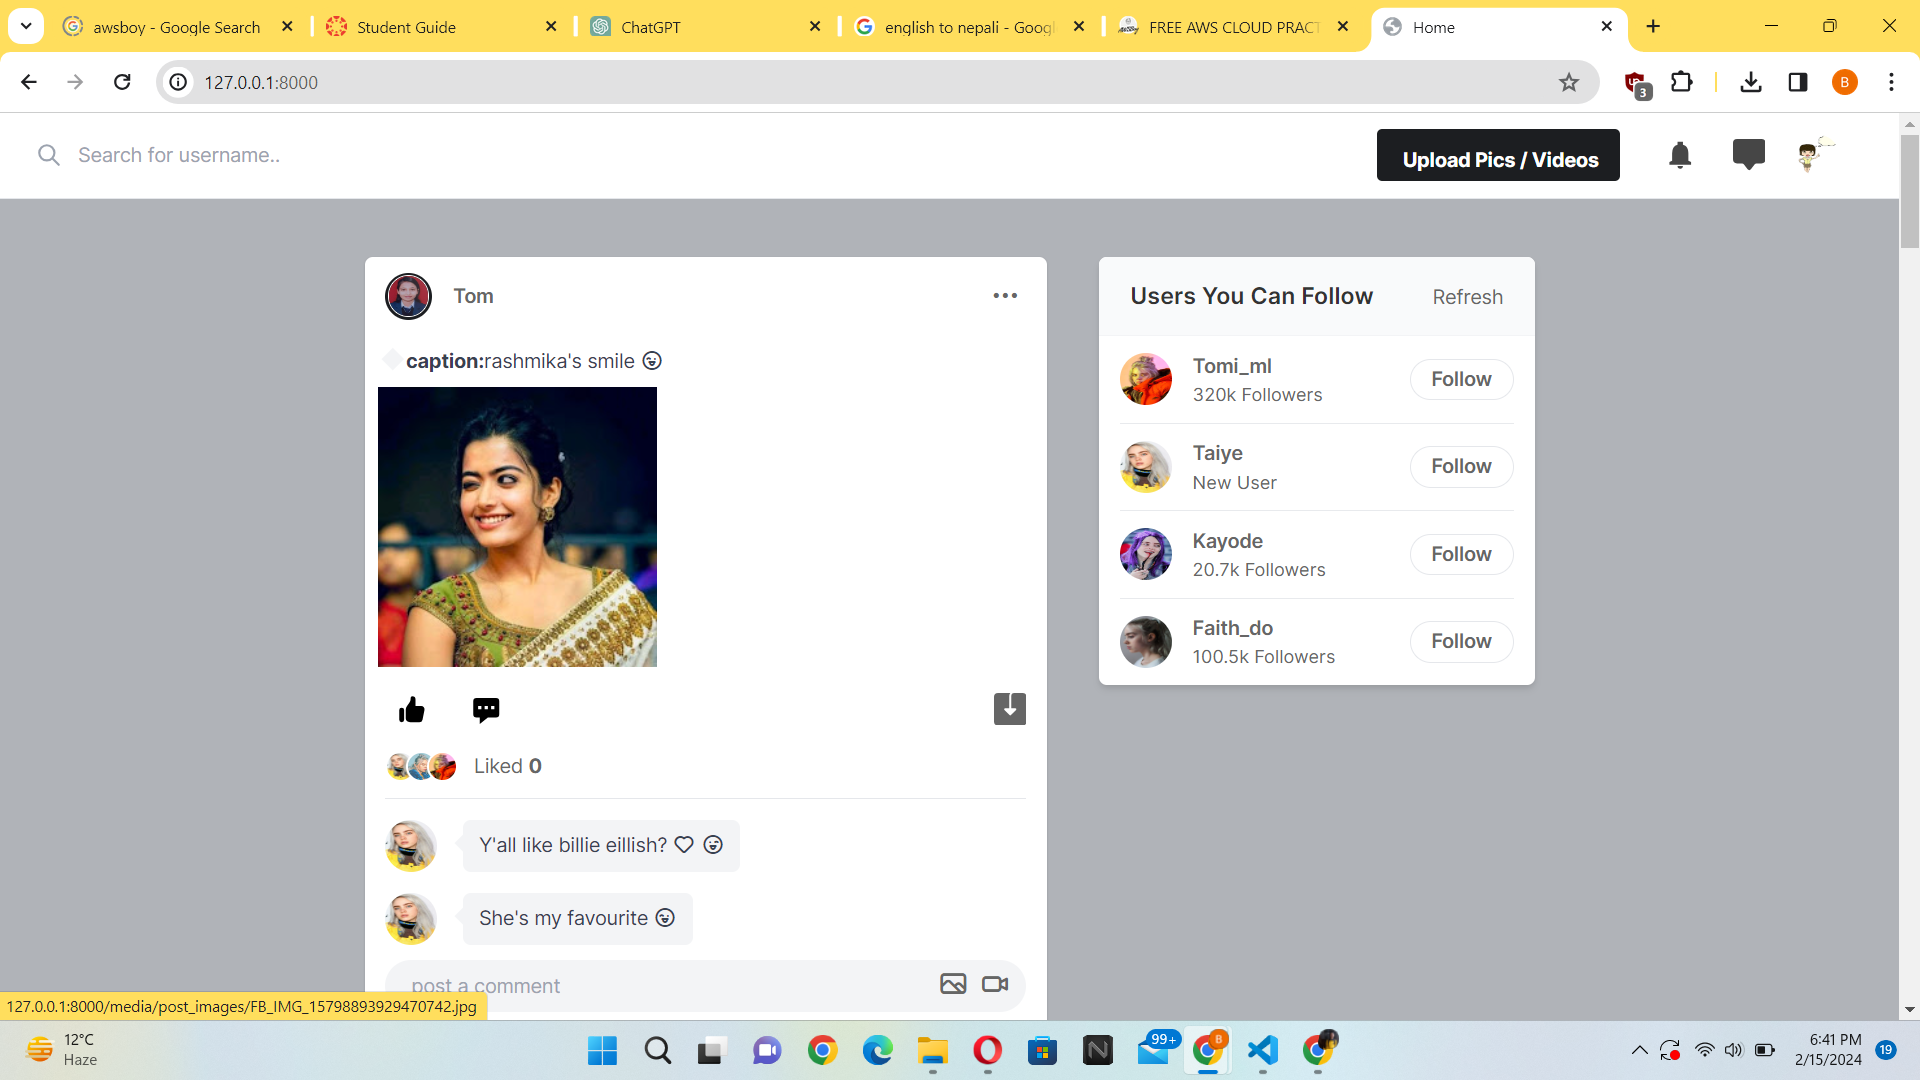 awsboy - Google Search
Student Guide
ChatGPT
english to nepali - Goog
FREE AWS CLOUD PRACT
Home
127.0.0.1:8000
3
B
Search for username..
Upload Pics / Videos
Tom
caption:rashmika's smile
Users You Can Follow
Refresh
Tomi_ml
320k Followers
Follow
Taiye
New User
Follow
Kayode
20.7k Followers
Follow
Faith_do
100.5k Followers
Follow
Liked 0
Y'all like billie eillish?
She's my favourite
post a comment
127.0.0.1:8000/media/post_images/FB_IMG_15798893929470742.jpg
12°C
Haze
99+
B
6:41 PM
2/15/2024
19